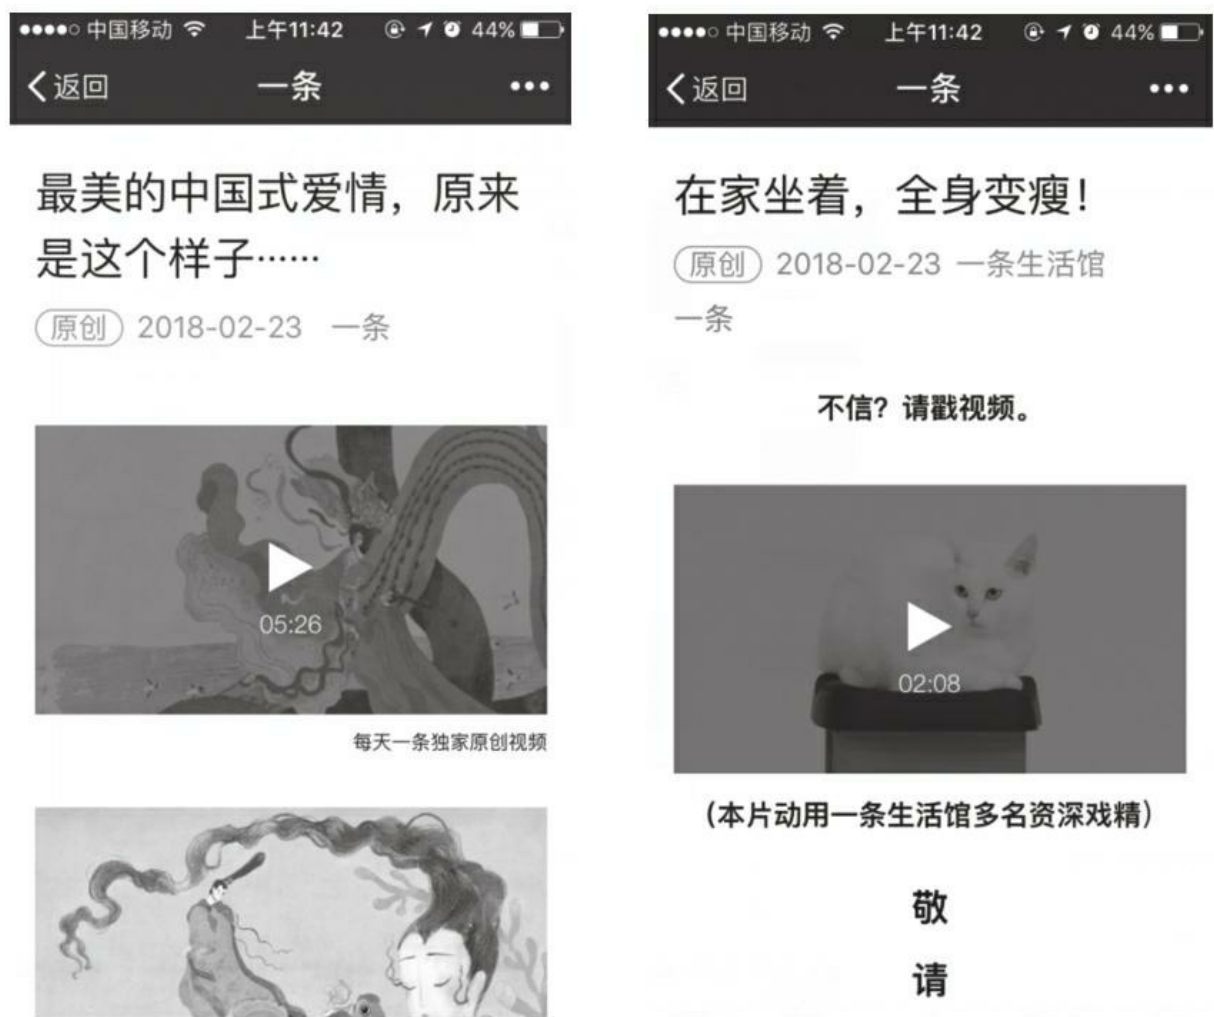 中国移动 上午11:42 44%
返回 一条
最美的中国式爱情，原来
是这个样子……
原创 2018-02-23 一条
05:26
每天一条独家原创视频
中国移动 上午11:42 44%
返回 一条
在家坐着，全身变瘦！
原创 2018-02-23 一条生活馆
一条
不信？请戳视频。
02:08
（本片动用一条生活馆多名资深戏精）
敬
请